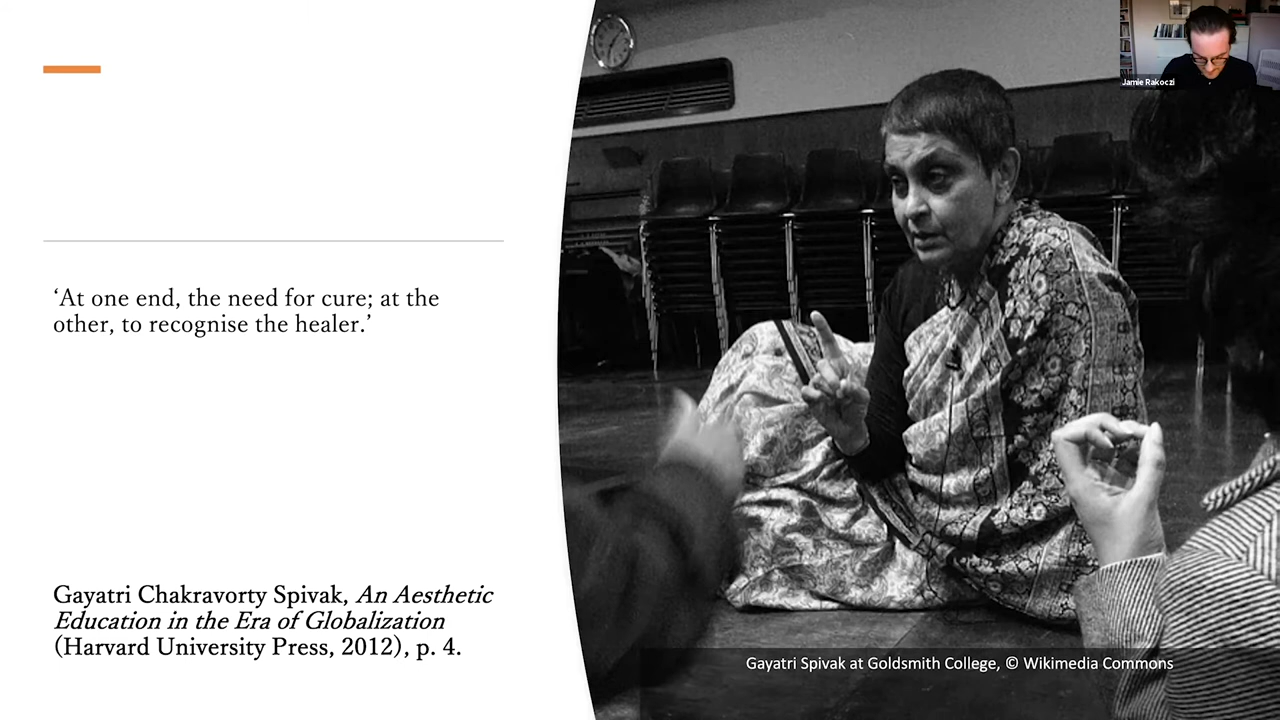 Jamie Rakoczi
‘At one end, the need for cure; at the
other, to recognise the healer.’
Gayatri Chakravorty Spivak, An Aesthetic
Education in the Era of Globalization
(Harvard University Press, 2012), p. 4.
Gayatri Spivak at Goldsmith College, © Wikimedia Commons